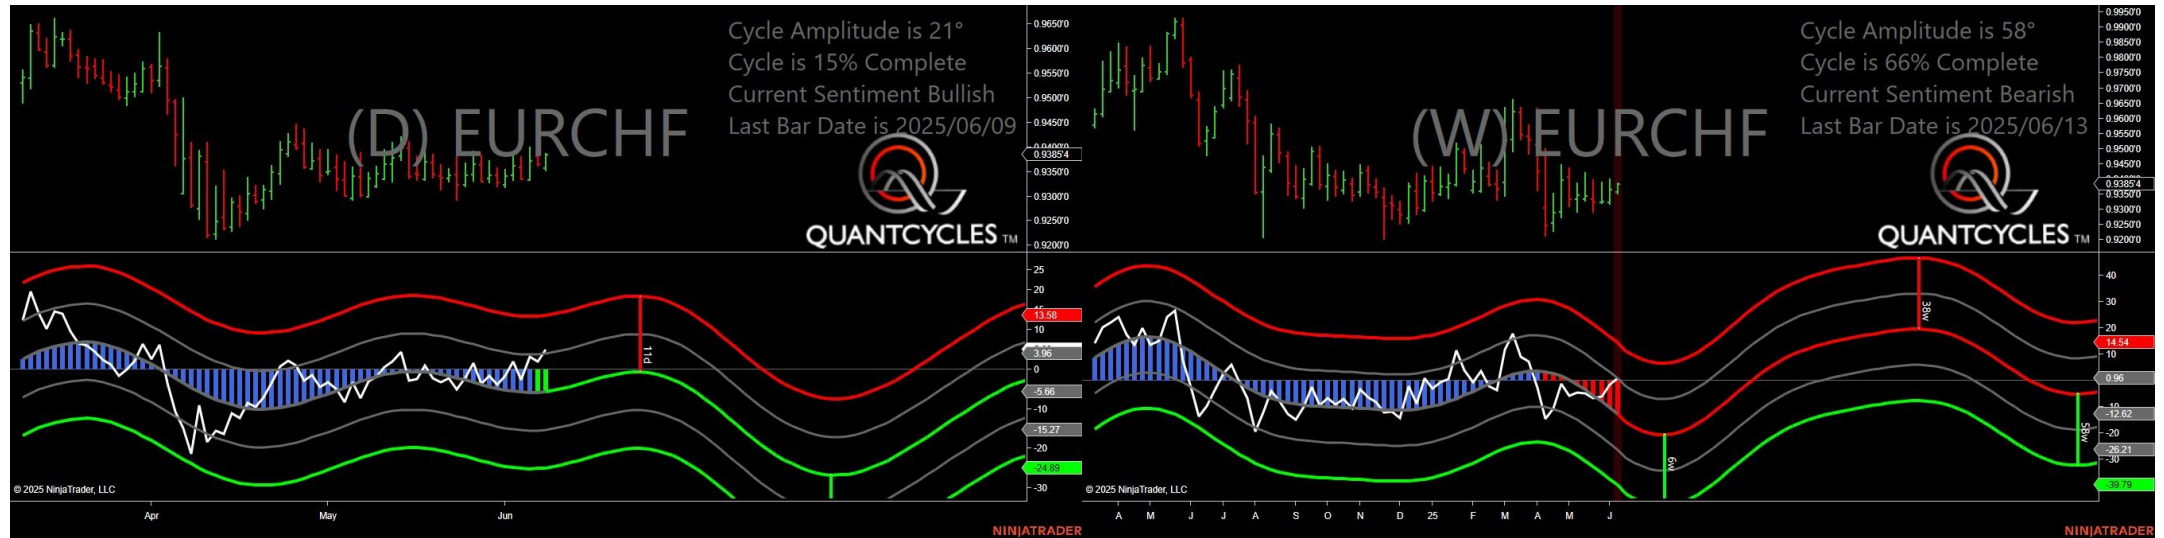 Cycle Amplitude is 21°
Cycle is 15% Complete
Current Sentiment Bullish
Last Bar Date is 2025/06/09
(D) EURCHF
QUANTCYCLES TM
0.9650'0
0.9600'0
0.9550'0
0.9500'0
0.9450'0
0.9400'0
0.9385'4
0.9350'0
0.9300'0
0.9250'0
0.9200'0
25
20
13.58
10
3.96
0
-5.66
-10
-15.27
-20
-24.89
-30
11d
© 2025 NinjaTrader, LLC
Apr May Jun
NINJATRADER
Cycle Amplitude is 58°
Cycle is 66% Complete
Current Sentiment Bearish
Last Bar Date is 2025/06/13
(W) EURCHF
QUANTCYCLES TM
0.9950'0
0.9900'0
0.9850'0
0.9800'0
0.9750'0
0.9700'0
0.9650'0
0.9600'0
0.9550'0
0.9500'0
0.9450'0
0.9385'4
0.9350'0
0.9300'0
0.9250'0
0.9200'0
40
30
20
14.54
10
0.96
-10
-12.62
-20
-26.21
-30
-39.79
38w
6w
58w
© 2025 NinjaTrader, LLC
A M J J A S O N D 25 F M A M J
NINJATRADER